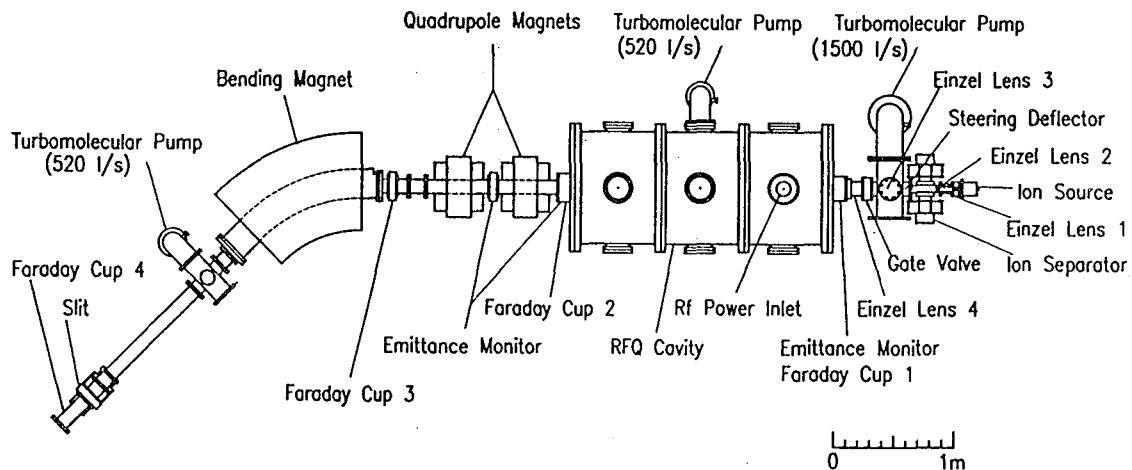 Quadrupole Magnets
Turbomolecular Pump
(520 l/s)
Turbomolecular Pump
(1500 l/s)
Bending Magnet
Einzel Lens 3
Turbomolecular Pump
(520 l/s)
Steering Deflector
Einzel Lens 2
Ion Source
Einzel Lens 1
Ion Separator
Gate Valve
Faraday Cup 4
Slit
Faraday Cup 2
Rf Power Inlet
Einzel Lens 4
Emittance Monitor
RFQ Cavity
Emittance Monitor
Faraday Cup 1
Faraday Cup 3
0 1m